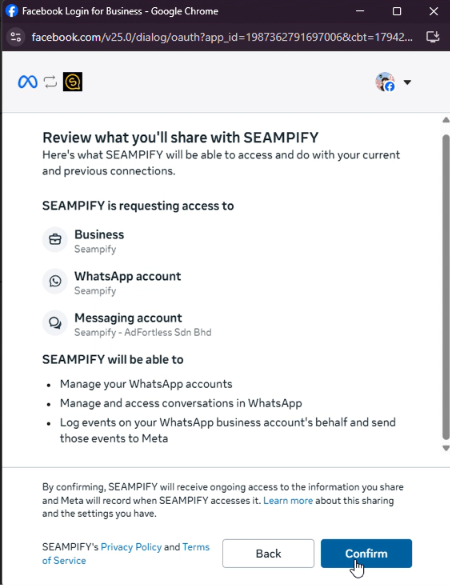 Facebook Login for Business - Google Chrome
facebook.com/v25.0/dialog/oauth?app_id=1987362791697006&cbt=17942...
Review what you'll share with SEAMPIFY
Here's what SEAMPIFY will be able to access and do with your current
and previous connections.
SEAMPIFY is requesting access to
Business
Seampify
WhatsApp account
Seampify
Messaging account
Seampify - AdFortless Sdn Bhd
SEAMPIFY will be able to
• Manage your WhatsApp accounts
• Manage and access conversations in WhatsApp
• Log events on your WhatsApp business account's behalf and send
those events to Meta
By confirming, SEAMPIFY will receive ongoing access to the information you share
and Meta will record when SEAMPIFY accesses it. Learn more about this sharing
and the settings you have.
SEAMPIFY's Privacy Policy and Terms
of Service
Back
Confirm